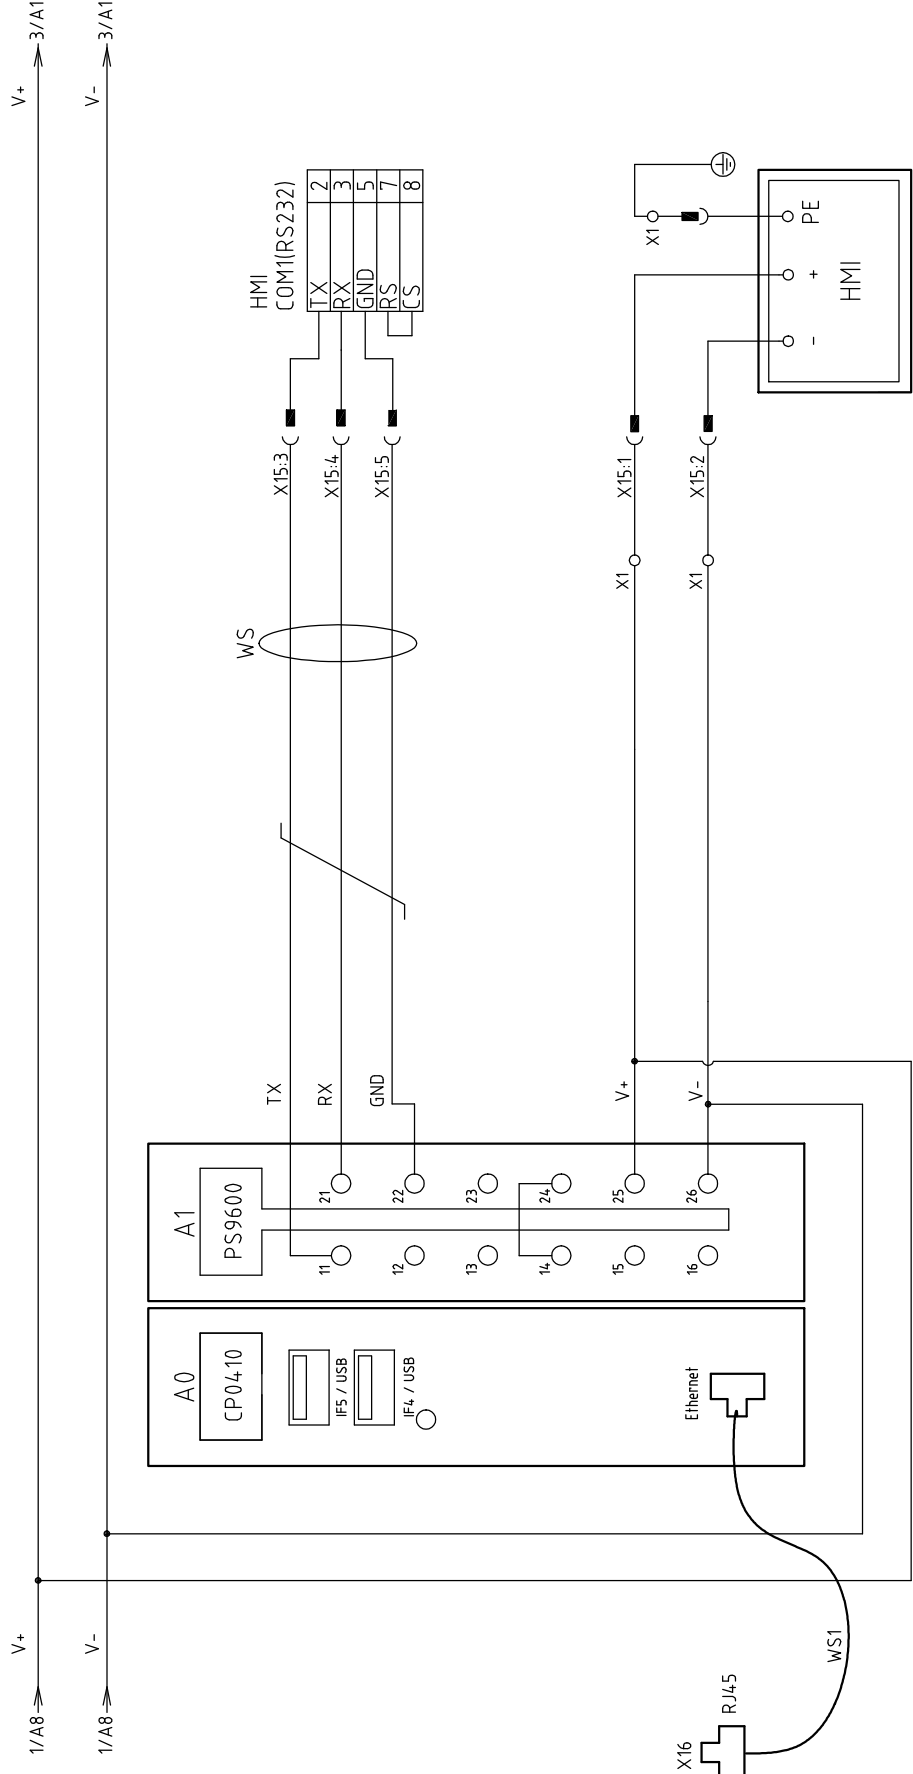 3/A1
3/A1
V+
V-
HMI
COM1(RS232)
TX 2
RX 3
GND 5
RS 7
CS 8
X1
PE
+
-
HMI
X15:3
X15:4
X15:5
X15:1
X15:2
X1
X1
WS
TX
RX
GND
V+
V-
A1
PS9600
21
22
23
24
25
26
11
12
13
14
15
16
A0
CP0410
IF5 / USB
IF4 / USB
Ethernet
V+
V-
1/A8
1/A8
WS1
RJ45
X16